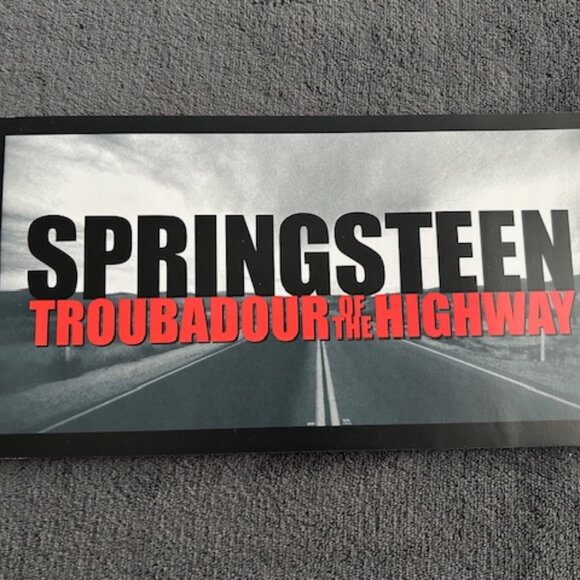 SPRINGSTEEN
TROUBADOUR OF THE HIGHWAY